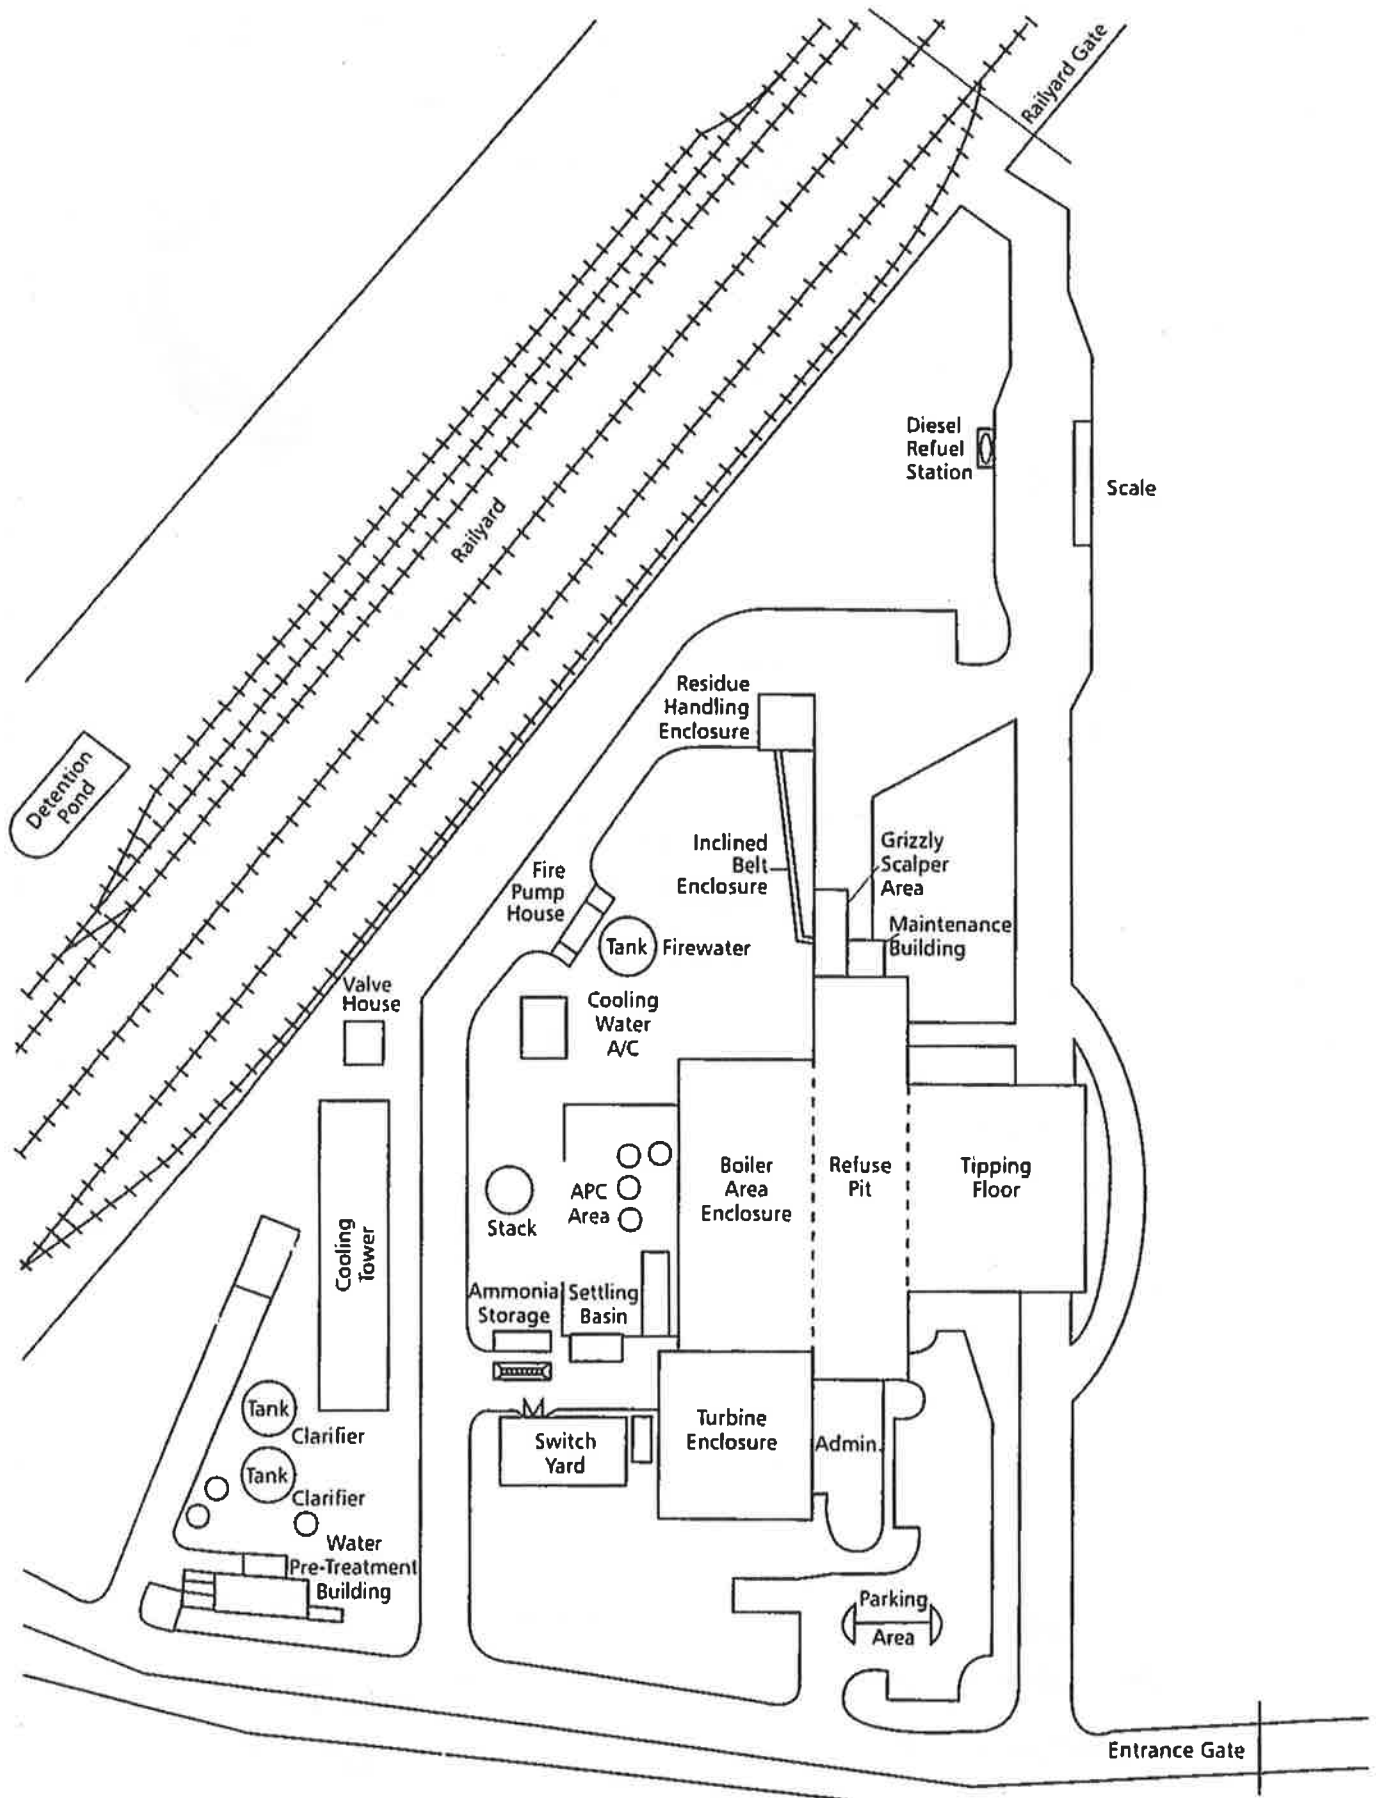 Railyard Gate
Diesel
Refuel
Station
Scale
Railyard
Residue
Handling
Enclosure
Detention
Pond
Inclined
Belt
Enclosure
Grizzly
Scalper
Area
Fire
Pump
House
Maintenance
Building
Tank
Firewater
Valve
House
Cooling
Water
A/C
Boiler
Area
Enclosure
Refuse
Pit
Tipping
Floor
APC
Area
Stack
Cooling
Tower
Ammonia
Storage
Settling
Basin
Tank
Clarifier
Turbine
Enclosure
Admin.
Switch
Yard
Tank
Clarifier
Water
Pre-Treatment
Building
Parking
Area
Entrance Gate